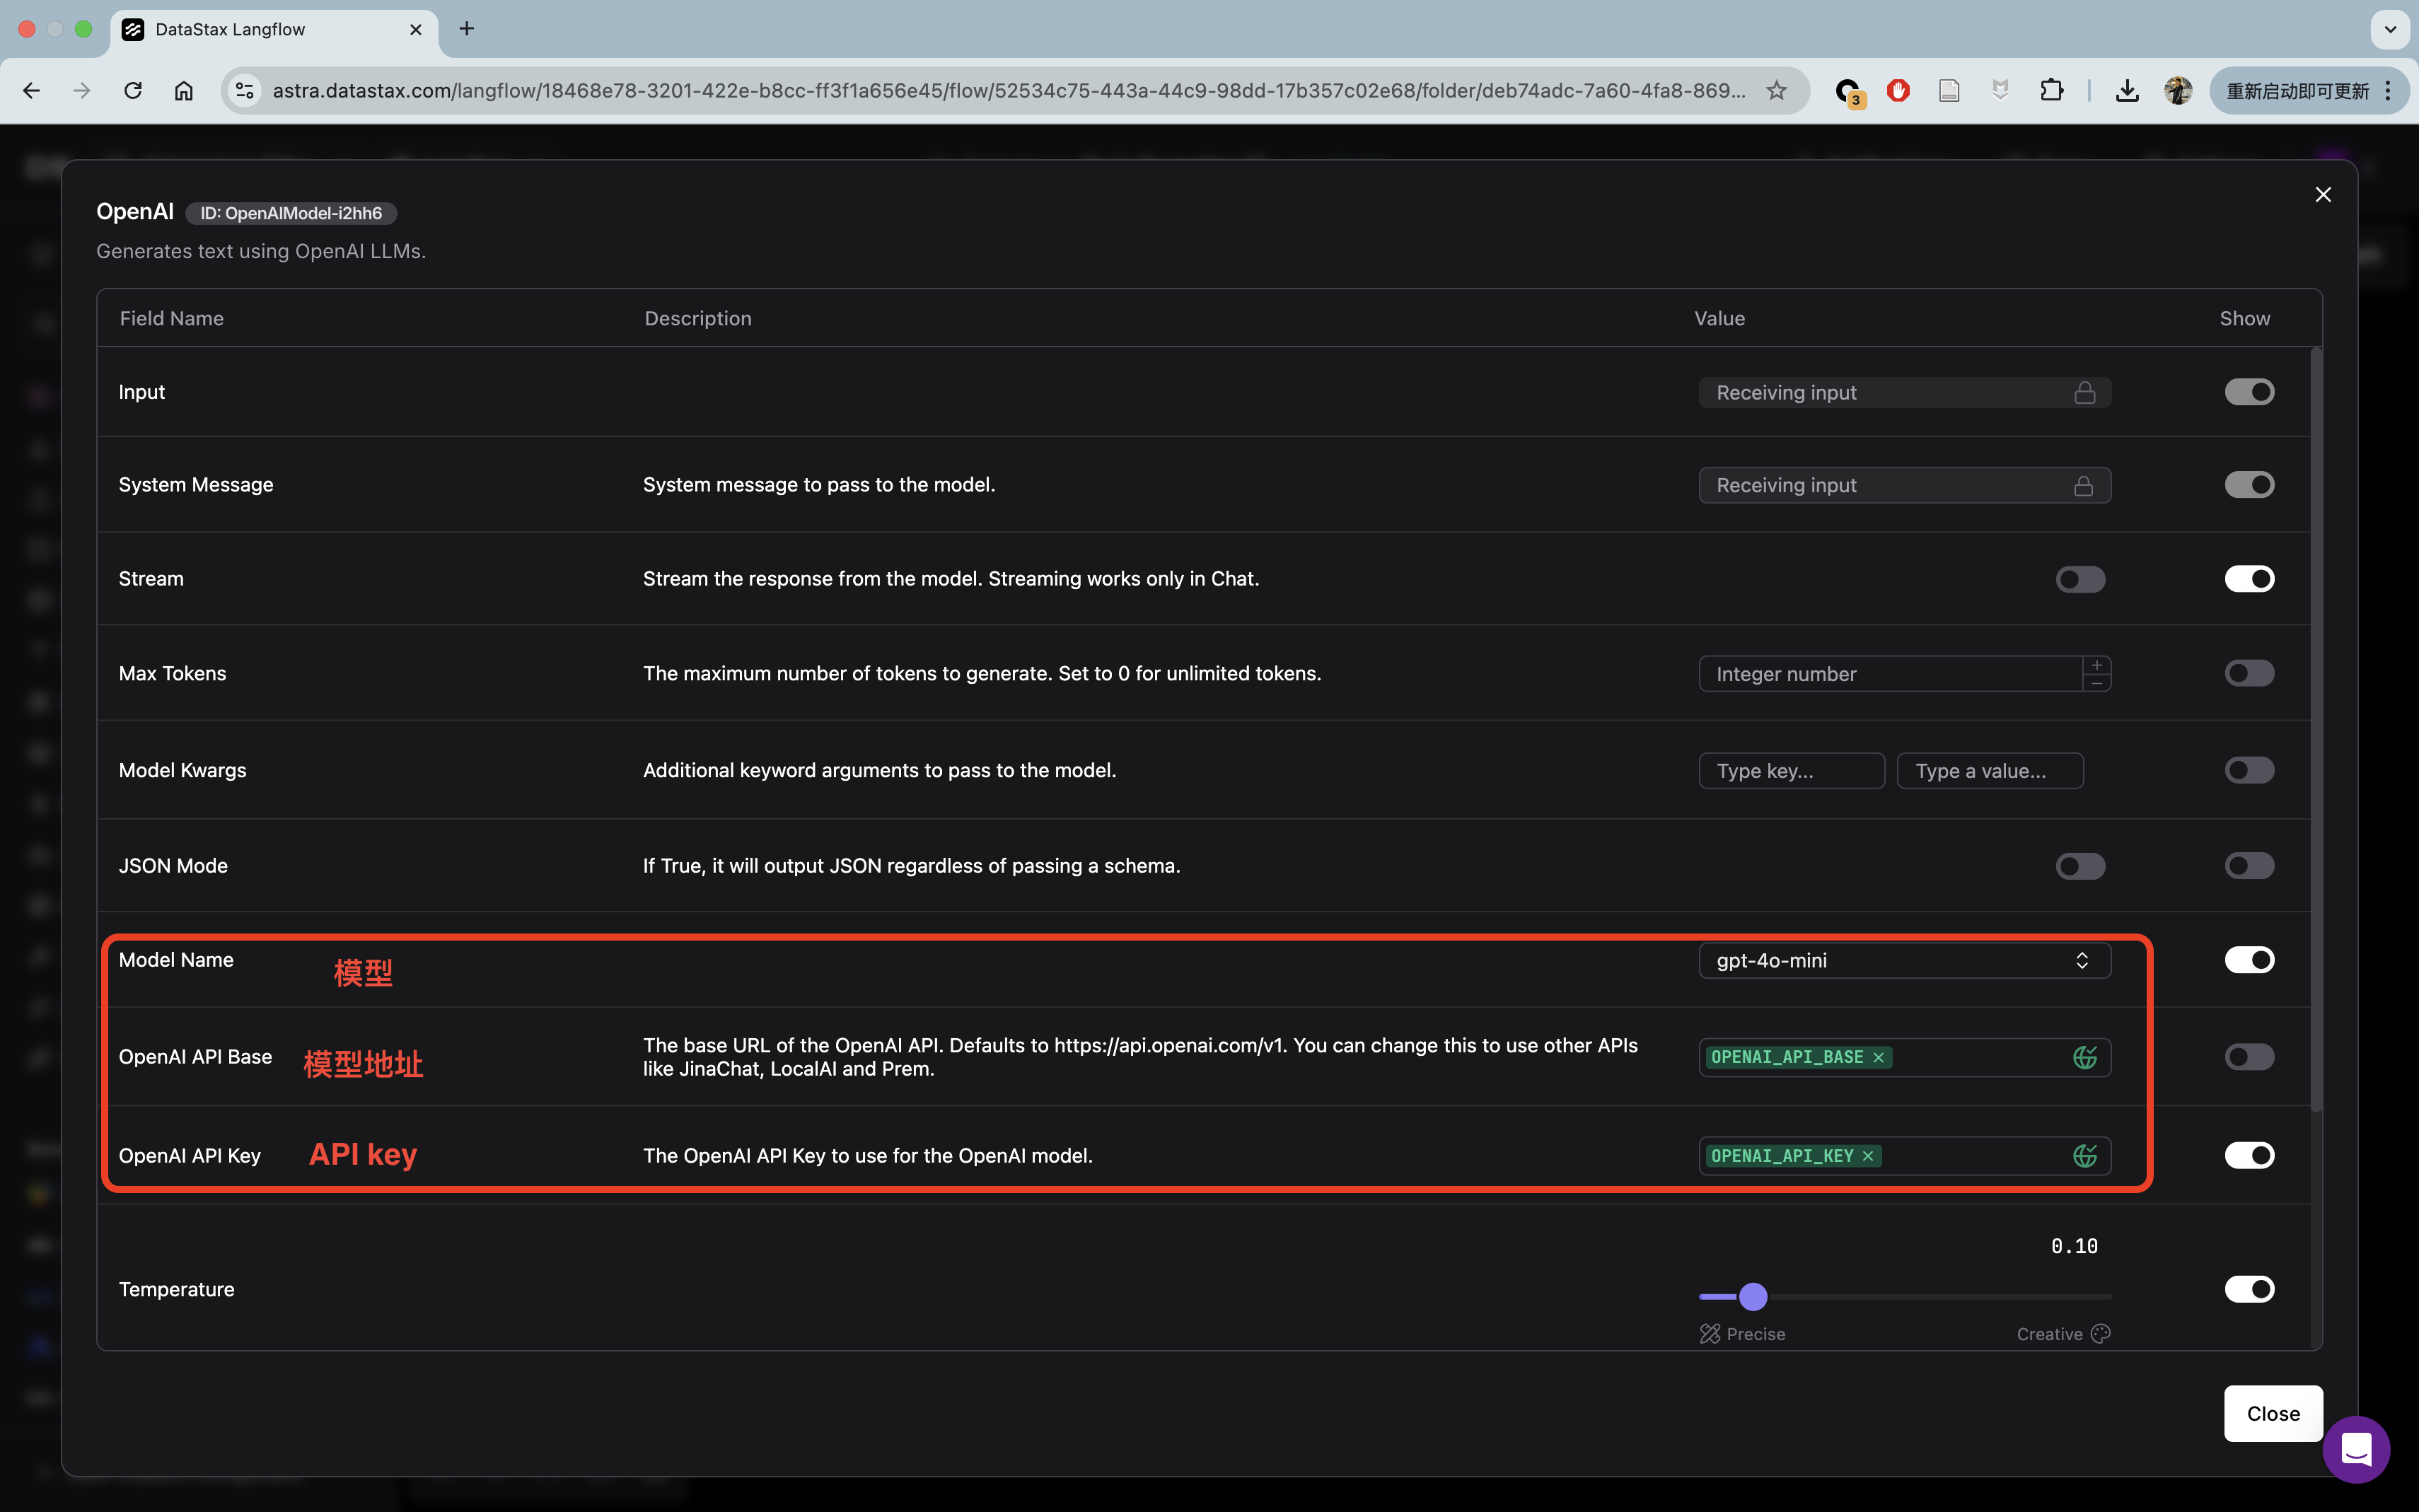 DataStax Langflow
astra.datastax.com/langflow/18468e78-3201-422e-b8cc-ff3f1a656e45/flow/52534c75-443a-44c9-98dd-17b357c02e68/folder/deb74adc-7a60-4fa8-869...
3
重新启动即可更新
OpenAI ID: OpenAIModel-i2hh6
Generates text using OpenAI LLMs.
Field Name Description Value Show
Input Receiving input
System Message System message to pass to the model. Receiving input
Stream Stream the response from the model. Streaming works only in Chat.
Max Tokens The maximum number of tokens to generate. Set to 0 for unlimited tokens. Integer number
Model Kwargs Additional keyword arguments to pass to the model. Type key... Type a value...
JSON Mode If True, it will output JSON regardless of passing a schema.
Model Name 模型 gpt-4o-mini
OpenAI API Base 模型地址 The base URL of the OpenAI API. Defaults to https://api.openai.com/v1. You can change this to use other APIs
like JinaChat, LocalAI and Prem. OPENAI_API_BASE
OpenAI API Key API key The OpenAI API Key to use for the OpenAI model. OPENAI_API_KEY
0.10
Temperature
Precise Creative
Close